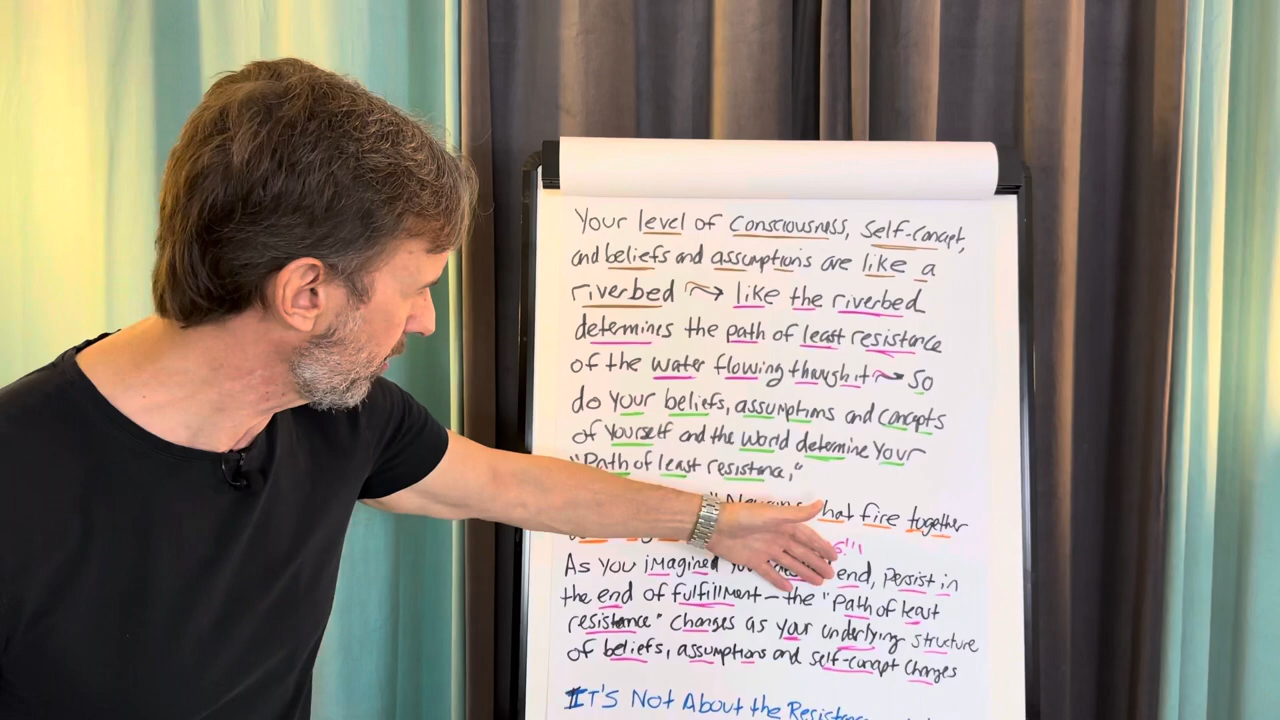 Your level of Consciousness, Self-Concept,
and beliefs and assumptions are like a
riverbed → like the riverbed
determines the path of least resistance
of the water flowing through it → So
do your beliefs, assumptions and concepts
of yourself and the world determine your
"Path of least resistance,"
"Neurons that fire together
As you imagined end, Persist in
the end of fulfillment - the "path of least
resistance" changes as your underlying structure
of beliefs, assumptions and self-concept changes
IT'S Not About the Resistance